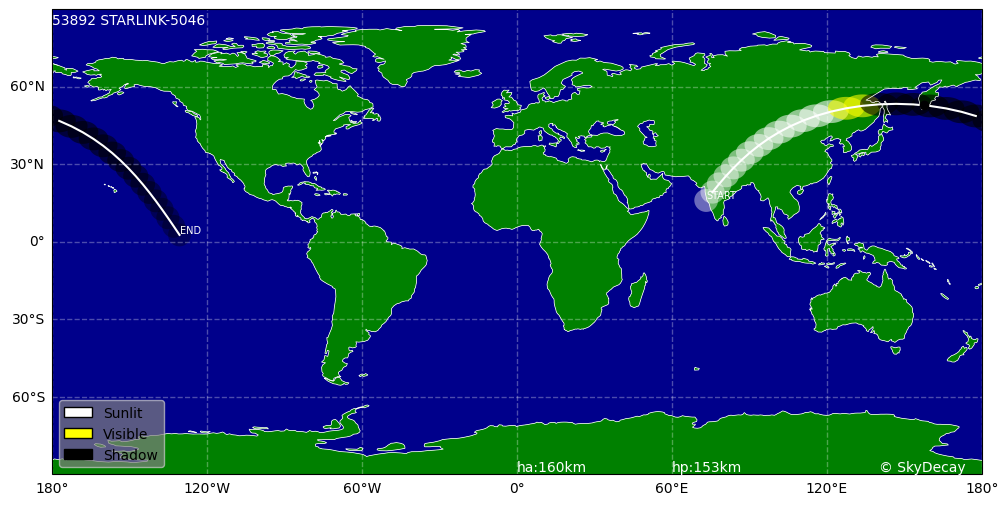 53892 STARLINK-5046
60°N
30°N
START
0°
END
30°S
60°S
Sunlit
Visible
Shadow
ha:160km hp:153km © SkyDecay
180° 120°W 60°W 0° 60°E 120°E 180°